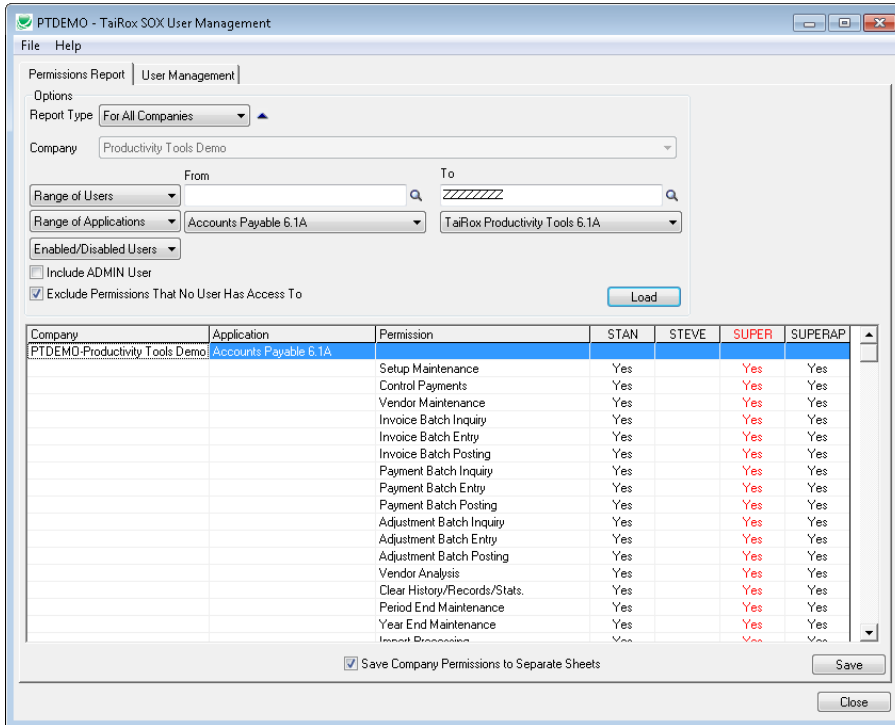 PTDEMO - TaiRox SOX User Management
File Help
Permissions Report User Management
Options
Report Type For All Companies
Company Productivity Tools Demo
From To
Range of Users ZZZZZZZZ
Range of Applications Accounts Payable 6.1A TaiRox Productivity Tools 6.1A
Enabled/Disabled Users
Include ADMIN User
Exclude Permissions That No User Has Access To Load
Company Application Permission STAN STEVE SUPER SUPERAP
PTDEMO-Productivity Tools Demo Accounts Payable 6.1A
Setup Maintenance Yes Yes Yes
Control Payments Yes Yes Yes
Vendor Maintenance Yes Yes Yes
Invoice Batch Inquiry Yes Yes Yes
Invoice Batch Entry Yes Yes Yes
Invoice Batch Posting Yes Yes Yes
Payment Batch Inquiry Yes Yes Yes
Payment Batch Entry Yes Yes Yes
Payment Batch Posting Yes Yes Yes
Adjustment Batch Inquiry Yes Yes Yes
Adjustment Batch Entry Yes Yes Yes
Adjustment Batch Posting Yes Yes Yes
Vendor Analysis Yes Yes Yes
Clear History/Records/Stats. Yes Yes Yes
Period End Maintenance Yes Yes Yes
Year End Maintenance Yes Yes Yes
Import Processing Yes Yes Yes
Save Company Permissions to Separate Sheets Save
Close